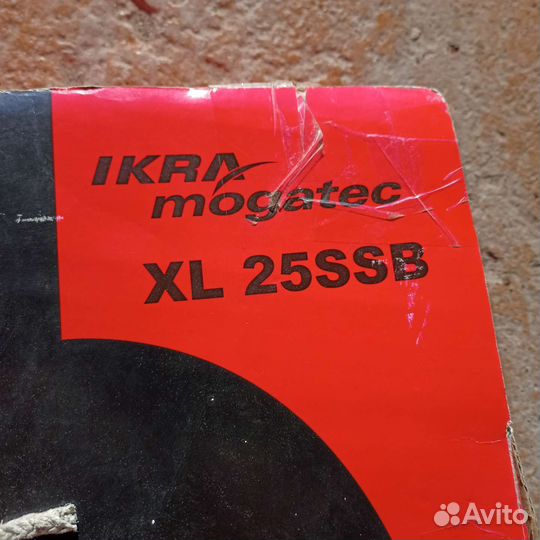 IKRA
mogatec
XL 25SSB
Avito